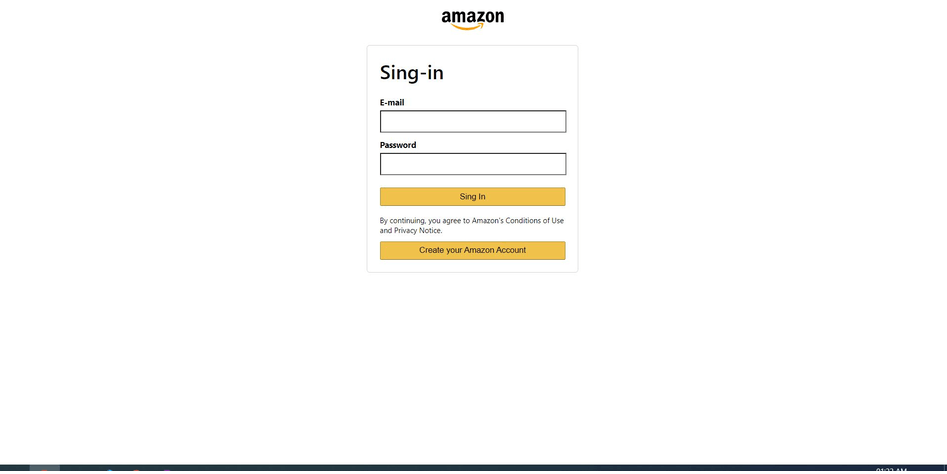 amazon
Sing-in
E-mail
Password
Sing In
By continuing, you agree to Amazon's Conditions of Use
and Privacy Notice.
Create your Amazon Account